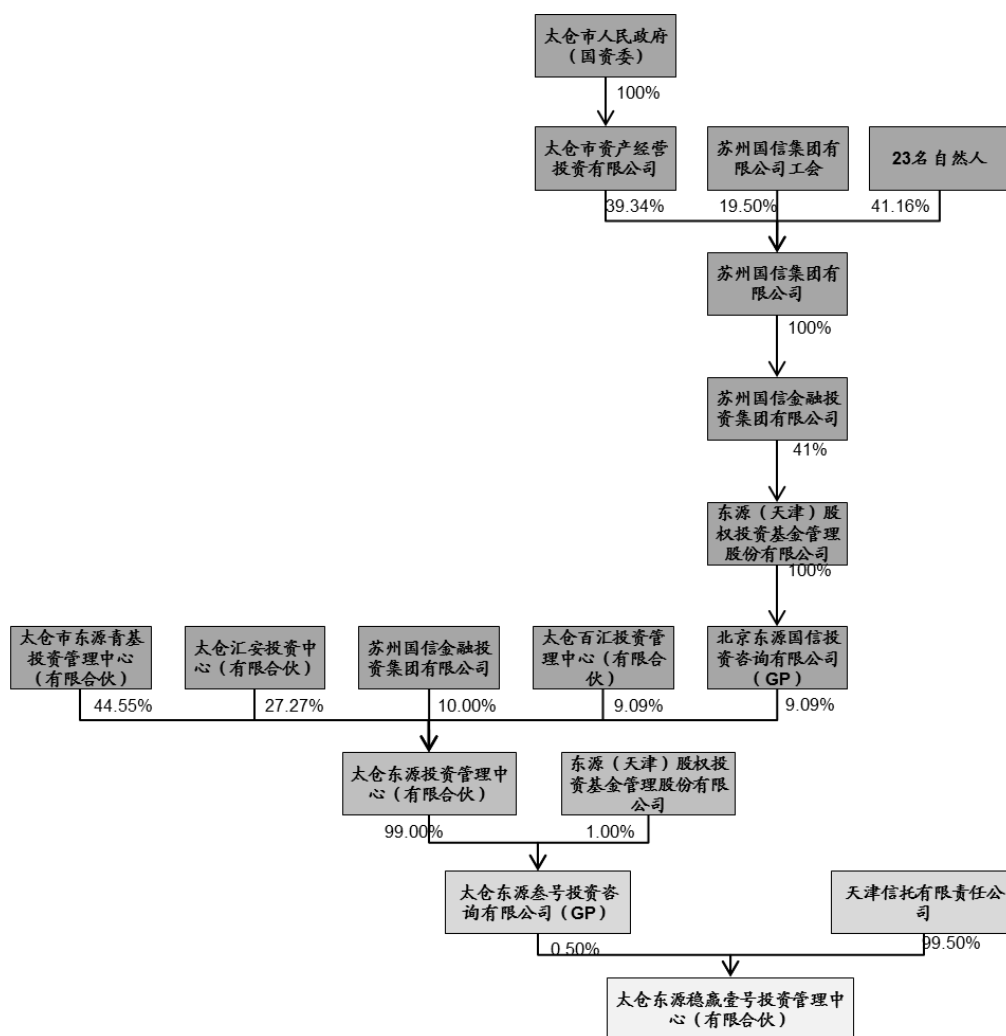 太仓市人民政府
（国资委）
100%
太仓市资产经营
投资有限公司
苏州国信集团有
限公司工会
23名自然人
39.34%
19.50%
41.16%
苏州国信集团有
限公司
100%
苏州国信金融投
资集团有限公司
41%
东源（天津）股
权投资基金管理
股份有限公司
100%
太仓市东源青基
投资管理中心
（有限合伙）
太仓汇安投资中
心（有限合伙）
苏州国信金融投
资集团有限公司
太仓百汇投资管
理中心（有限合
伙）
北京东源国信投
资咨询有限公司
（GP）
44.55%
27.27%
10.00%
9.09%
9.09%
太仓东源投资管理中
心（有限合伙）
东源（天津）股权投
资基金管理股份有限
公司
99.00%
1.00%
太仓东源叁号投资咨
询有限公司（GP）
天津信托有限责任公
司
0.50%
99.50%
太仓东源稳赢壹号投资管理中
心（有限合伙）